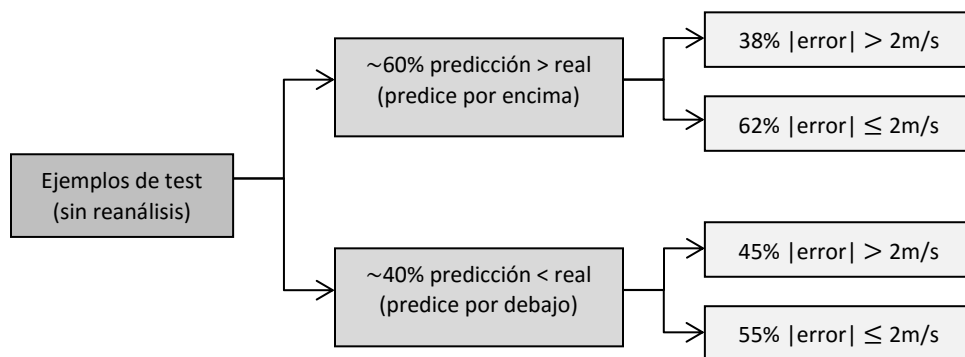 Ejemplos de test
(sin reanálisis)
~60% predicción > real
(predice por encima)
38% |error| > 2m/s
62% |error| ≤ 2m/s
~40% predicción < real
(predice por debajo)
45% |error| > 2m/s
55% |error| ≤ 2m/s